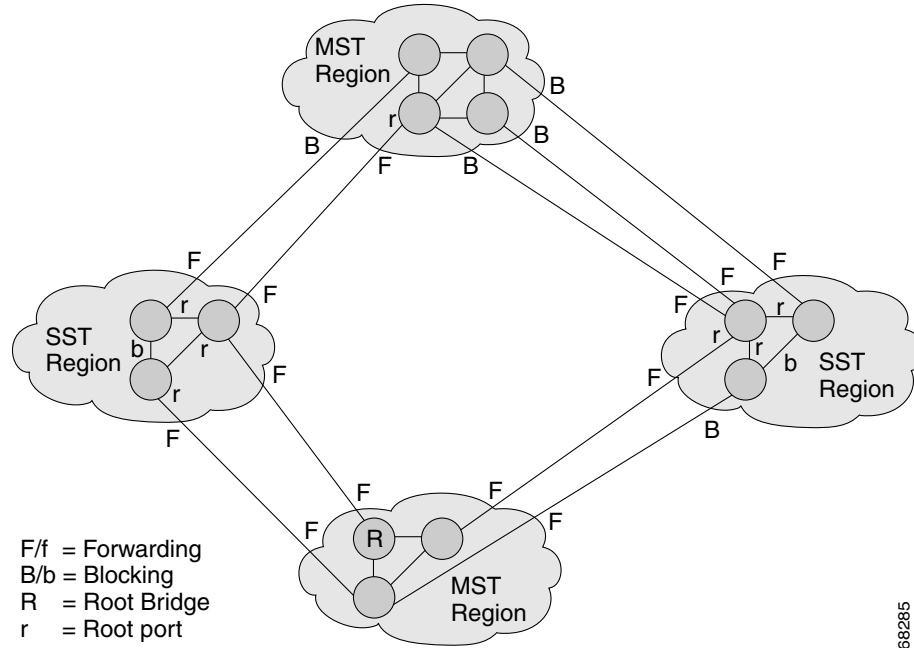 MST
Region
B
r
B
B
F
B
F
F
F
F
r
F
r
SST
Region
b
r
r
F
r
r
b
SST
Region
F
F
B
F
F
F
F
R
MST
Region
F/f = Forwarding
B/b = Blocking
R = Root Bridge
r = Root port
68285